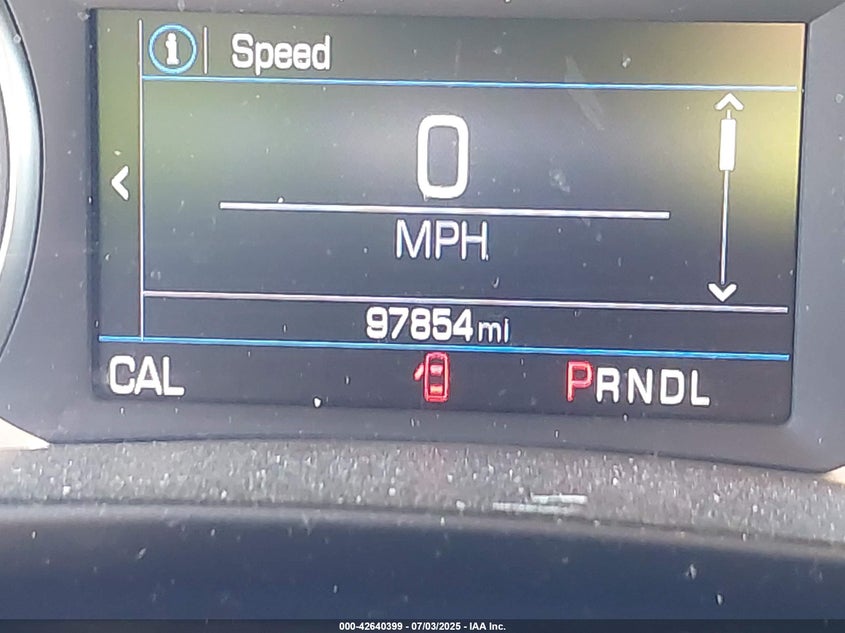 i Speed
0
MPH
97854 mi
CAL PRNDL
000-42640399 - 07/03/2025 - IAA Inc.